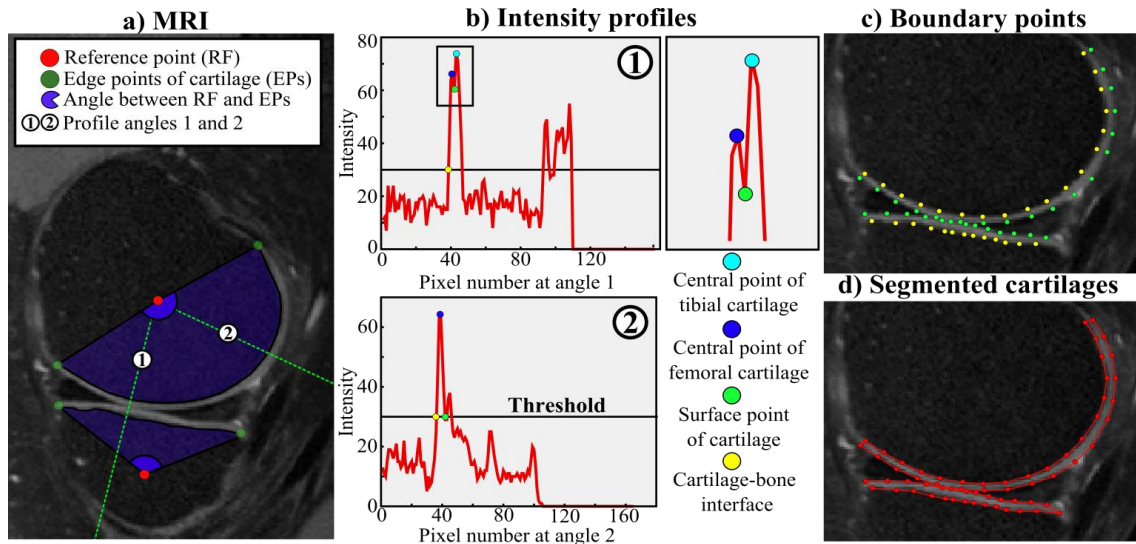 a) MRI
Reference point (RF)
Edge points of cartilage (EPs)
Angle between RF and EPs
①② Profile angles 1 and 2
①
②
b) Intensity profiles
80
60
40
20
0
Intensity
①
0 40 80 120
Pixel number at angle 1
60
40
20
0
Intensity
②
Threshold
0 40 80 120 160
Pixel number at angle 2
Central point of
tibial cartilage
Central point of
femoral cartilage
Surface point
of cartilage
Cartilage-bone
interface
c) Boundary points
d) Segmented cartilages